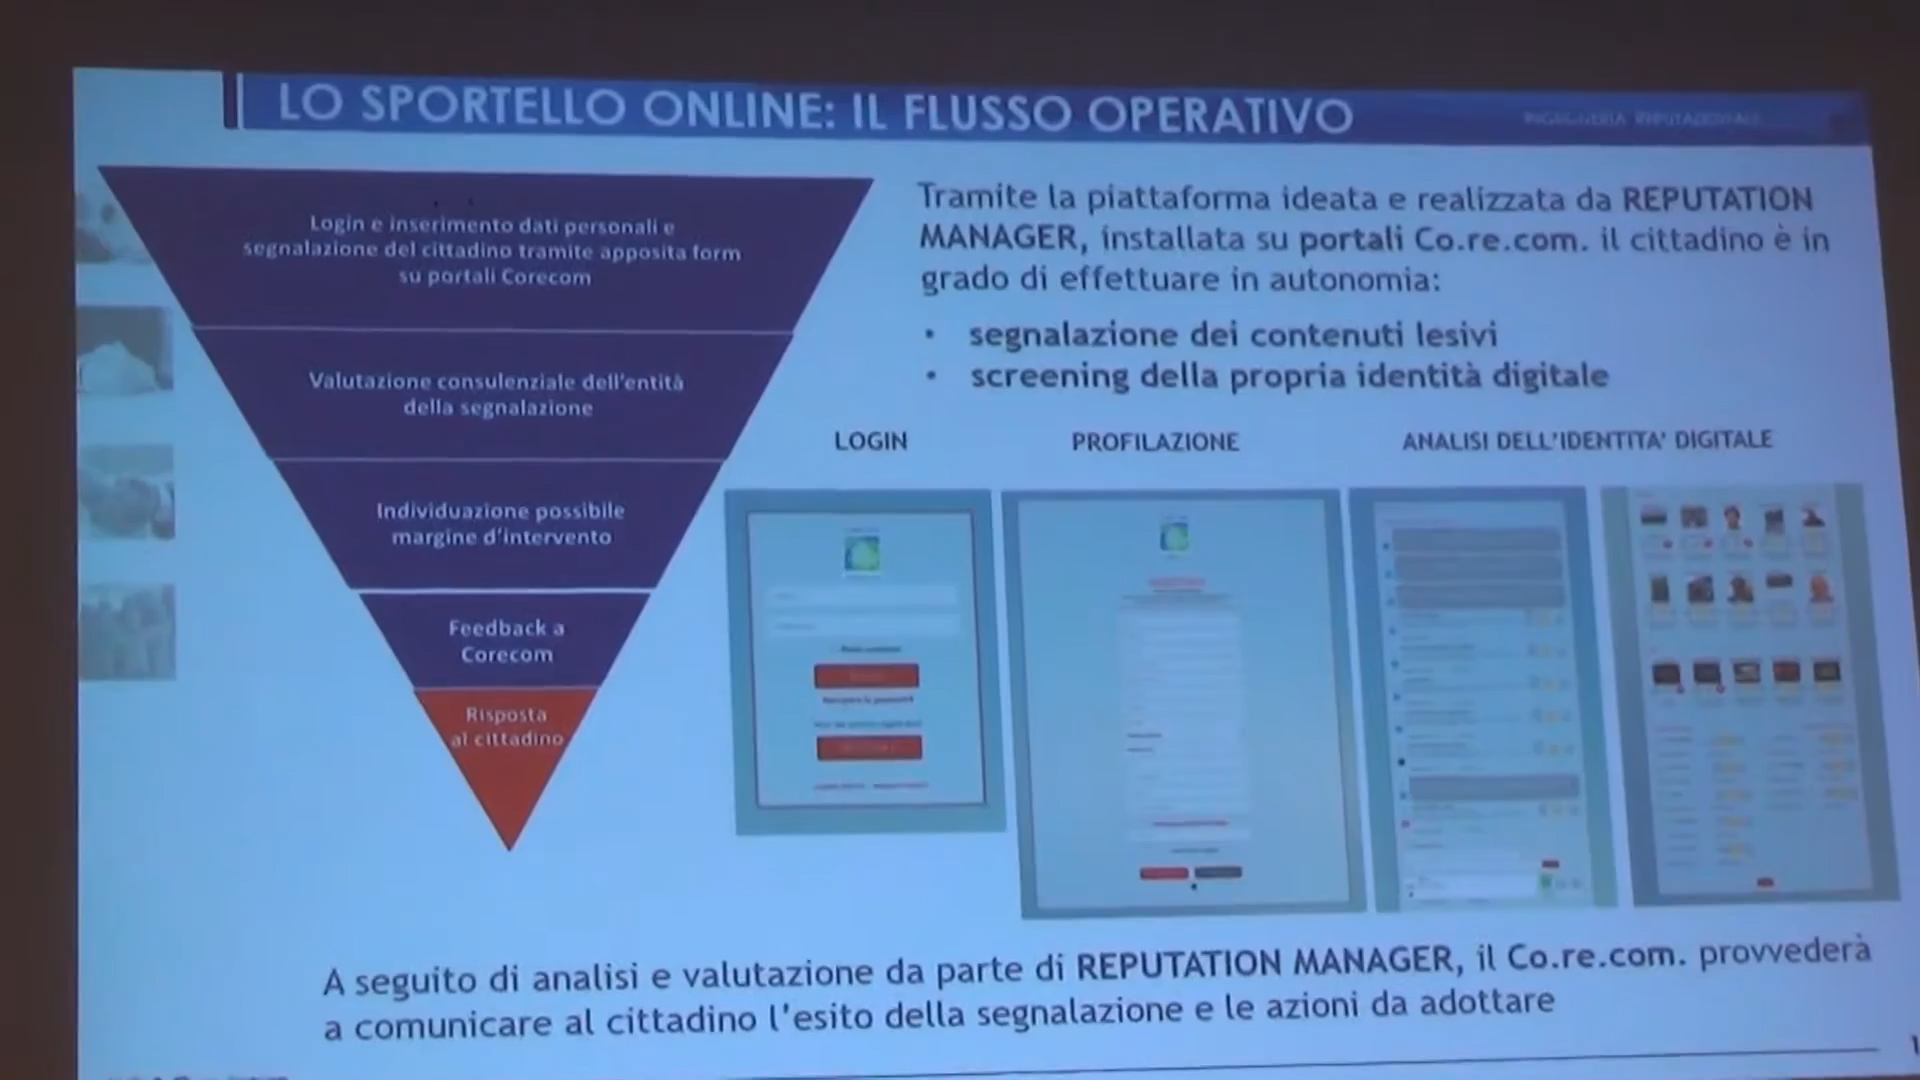 LO SPORTELLO ONLINE: IL FLUSSO OPERATIVO
INGEGNERIA REPUTAZIONALE
Login e inserimento dati personali e
segnalazione del cittadino tramite apposita form
su portali Corecom
Valutazione consulenziale dell'entità
della segnalazione
Individuazione possibile
margine d'intervento
Feedback a
Corecom
Risposta
al cittadino
Tramite la piattaforma ideata e realizzata da REPUTATION
MANAGER, installata su portali Co.re.com. il cittadino è in
grado di effettuare in autonomia:
• segnalazione dei contenuti lesivi
• screening della propria identità digitale
LOGIN
PROFILAZIONE
ANALISI DELL'IDENTITA' DIGITALE
A seguito di analisi e valutazione da parte di REPUTATION MANAGER, il Co.re.com. provvederà
a comunicare al cittadino l'esito della segnalazione e le azioni da adottare